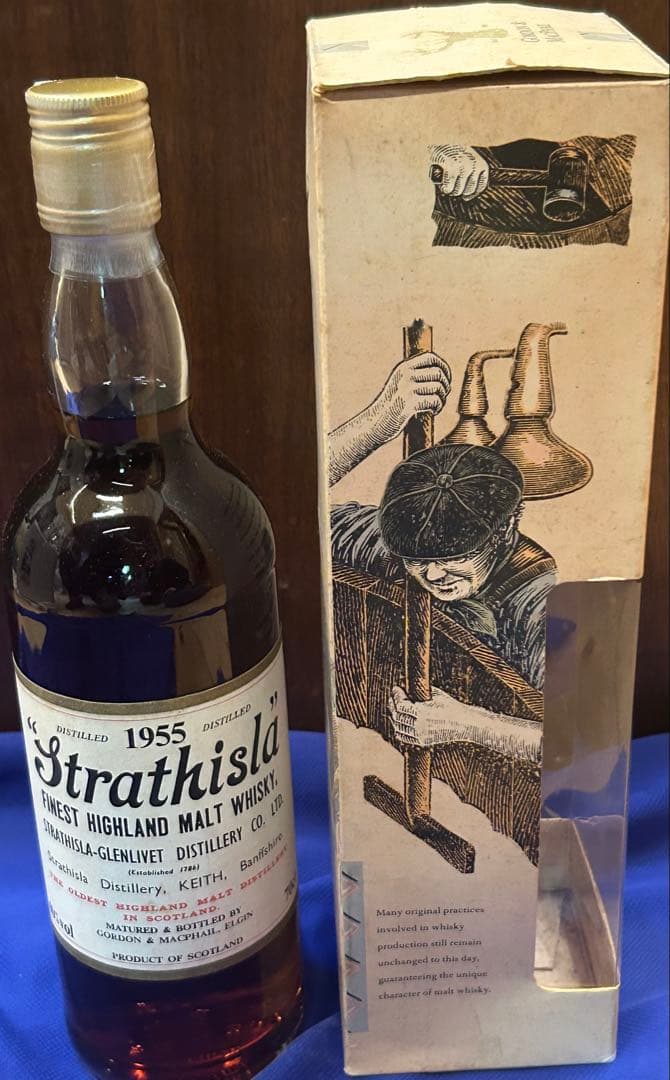 DISTILLED 1955 DISTILLED
"Strathisla"
FINEST HIGHLAND MALT WHISKY.
STRATHISLA-GLENLIVET DISTILLERY CO. LTD.
(Established 1786)
Strathisla Distillery, KEITH, Banffshire
THE OLDEST HIGHLAND MALT DISTILLERY
IN SCOTLAND.
MATURED & BOTTLED BY
GORDON & MACPHAIL, ELGIN
PRODUCT OF SCOTLAND
Many original practices
involved in whisky
production still remain
unchanged to this day,
guaranteeing the unique
character of malt whisky.